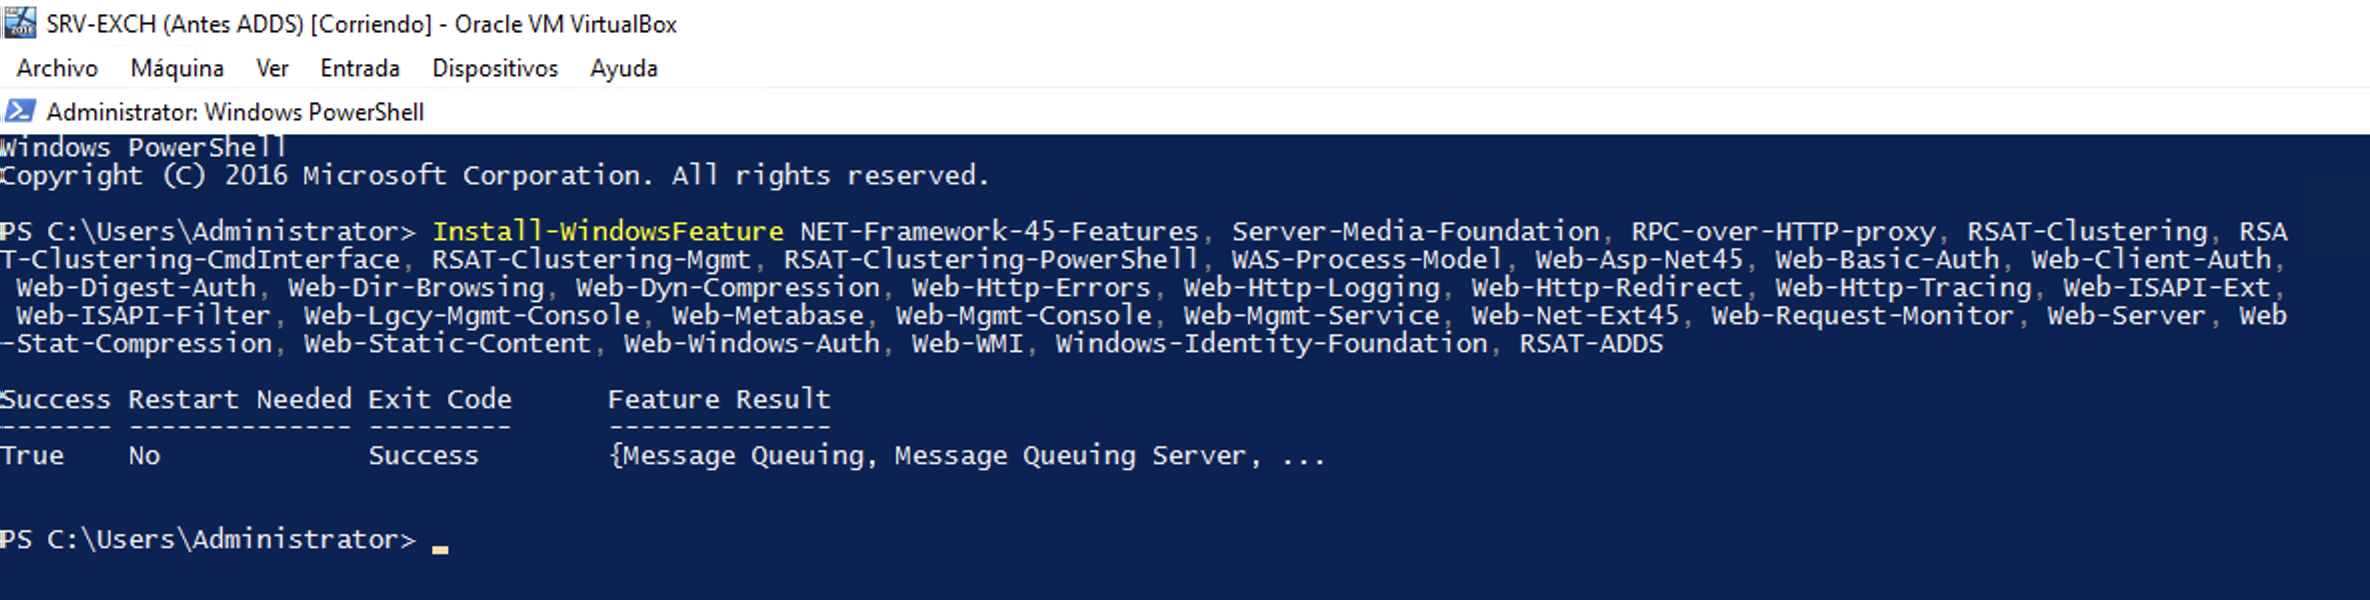 SRV-EXCH (Antes ADDS) [Corriendo] - Oracle VM VirtualBox
Archivo Máquina Ver Entrada Dispositivos Ayuda
Administrator: Windows PowerShell
Windows PowerShell
Copyright (C) 2016 Microsoft Corporation. All rights reserved.
PS C:\Users\Administrator> Install-WindowsFeature NET-Framework-45-Features, Server-Media-Foundation, RPC-over-HTTP-proxy, RSAT-Clustering, RSA
T-Clustering-CmdInterface, RSAT-Clustering-Mgmt, RSAT-Clustering-PowerShell, WAS-Process-Model, Web-Asp-Net45, Web-Basic-Auth, Web-Client-Auth,
Web-Digest-Auth, Web-Dir-Browsing, Web-Dyn-Compression, Web-Http-Errors, Web-Http-Logging, Web-Http-Redirect, Web-Http-Tracing, Web-ISAPI-Ext,
Web-ISAPI-Filter, Web-Lgcy-Mgmt-Console, Web-Metabase, Web-Mgmt-Console, Web-Mgmt-Service, Web-Net-Ext45, Web-Request-Monitor, Web-Server, Web
-Stat-Compression, Web-Static-Content, Web-Windows-Auth, Web-WMI, Windows-Identity-Foundation, RSAT-ADDS
Success Restart Needed Exit Code Feature Result
------- -------------- --------- --------------
True No Success {Message Queuing, Message Queuing Server, ...
PS C:\Users\Administrator>